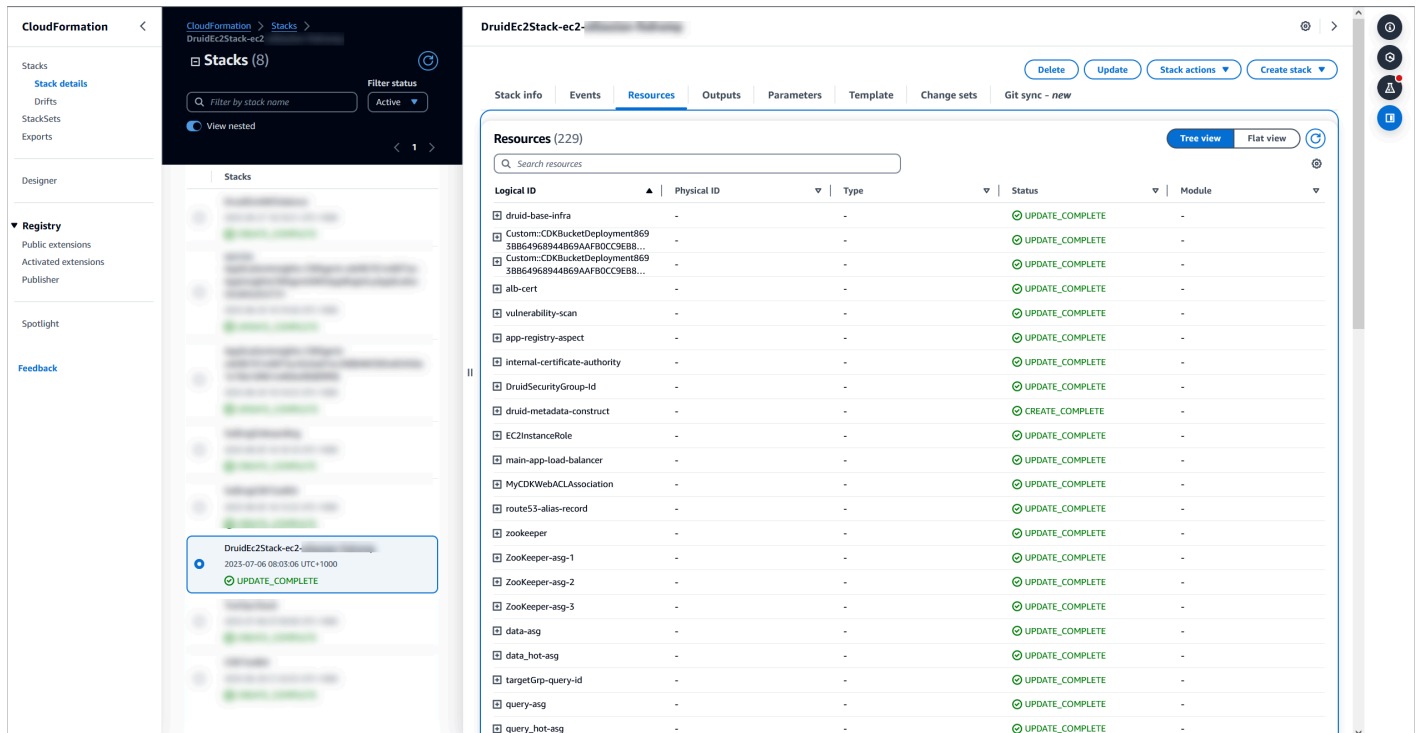 CloudFormation
Stacks
Stack details
Drifts
StackSets
Exports
Designer
Registry
Public extensions
Activated extensions
Publisher
Spotlight
Feedback
CloudFormation > Stacks >
DruidEc2Stack-ec2
Stacks (8)
Filter status
Filter by stack name
Active
View nested
1
Stacks
DruidEc2Stack-ec2-
2023-07-06 08:03:06 UTC+1000
UPDATE_COMPLETE
DruidEc2Stack-ec2-
Delete Update Stack actions Create stack
Stack info Events Resources Outputs Parameters Template Change sets Git sync - new
Resources (229)
Tree view Flat view
Search resources
Logical ID Physical ID Type Status Module
druid-base-infra - - UPDATE_COMPLETE -
Custom::CDKBucketDeployment869
3BB64968944B69AAFB0CC9EB8... - - UPDATE_COMPLETE -
Custom::CDKBucketDeployment869
3BB64968944B69AAFB0CC9EB8... - - UPDATE_COMPLETE -
alb-cert - - UPDATE_COMPLETE -
vulnerability-scan - - UPDATE_COMPLETE -
app-registry-aspect - - UPDATE_COMPLETE -
internal-certificate-authority - - UPDATE_COMPLETE -
DruidSecurityGroup-Id - - UPDATE_COMPLETE -
druid-metadata-construct - - CREATE_COMPLETE -
EC2InstanceRole - - UPDATE_COMPLETE -
main-app-load-balancer - - UPDATE_COMPLETE -
MyCDKWebACLAssociation - - UPDATE_COMPLETE -
route53-alias-record - - UPDATE_COMPLETE -
zookeeper - - UPDATE_COMPLETE -
ZooKeeper-asg-1 - - UPDATE_COMPLETE -
ZooKeeper-asg-2 - - UPDATE_COMPLETE -
ZooKeeper-asg-3 - - UPDATE_COMPLETE -
data-asg - - UPDATE_COMPLETE -
data_hot-asg - - UPDATE_COMPLETE -
targetGrp-query-id - - UPDATE_COMPLETE -
query-asg - - UPDATE_COMPLETE -
query_hot-asg - - UPDATE_COMPLETE -